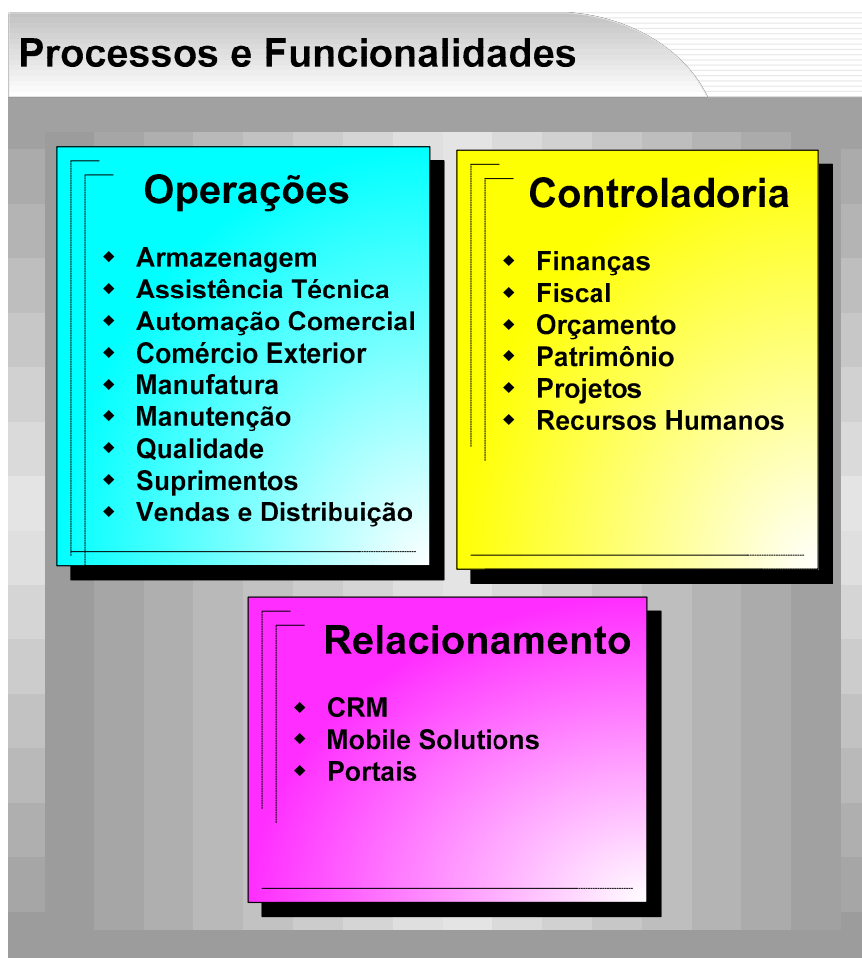 Processos e Funcionalidades
Operações
Armazenagem
Assistência Técnica
Automação Comercial
Comércio Exterior
Manufatura
Manutenção
Qualidade
Suprimentos
Vendas e Distribuição
Controladoria
Finanças
Fiscal
Orçamento
Patrimônio
Projetos
Recursos Humanos
Relacionamento
CRM
Mobile Solutions
Portais